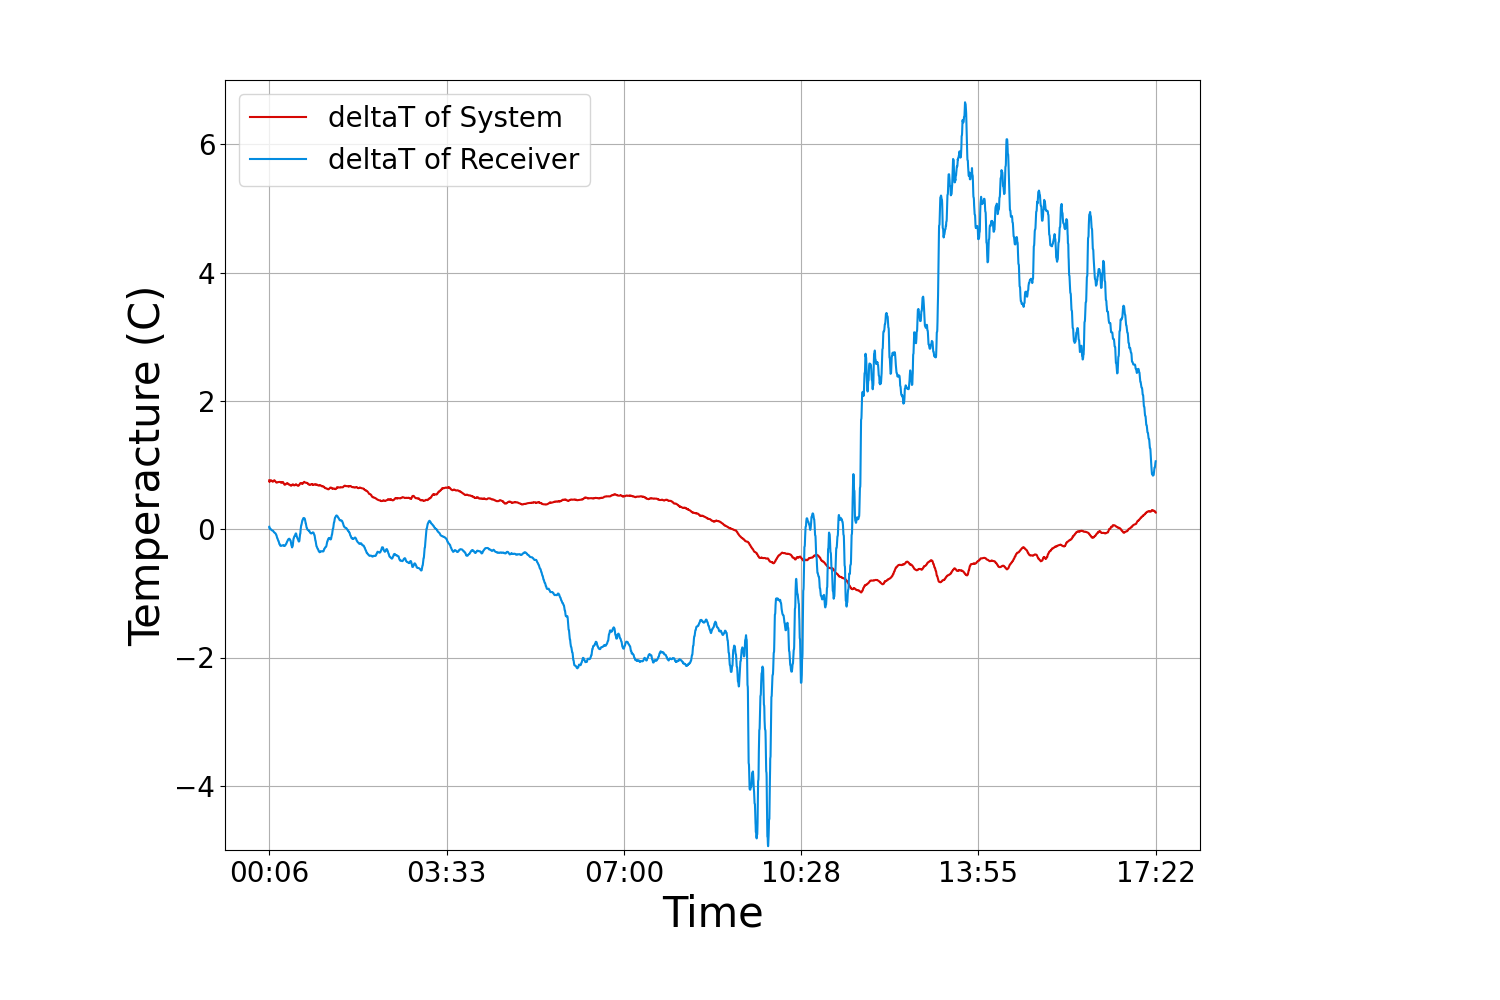 deltaT of System
deltaT of Receiver
6
4
2
0
−2
−4
Temperacture (C)
00:06 03:33 07:00 10:28 13:55 17:22
Time